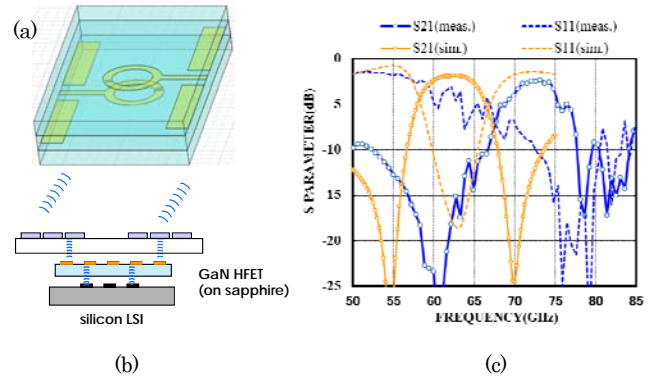 (a)
S21(meas.) S11(meas.)
S21(sim.) S11(sim.)
0
-5
-10
-15
-20
-25
S PARAMETER(dB)
50 55 60 65 70 75 80 85
FREQUENCY(GHz)
GaN HFET
(on sapphire)
silicon LSI
(b)
(c)